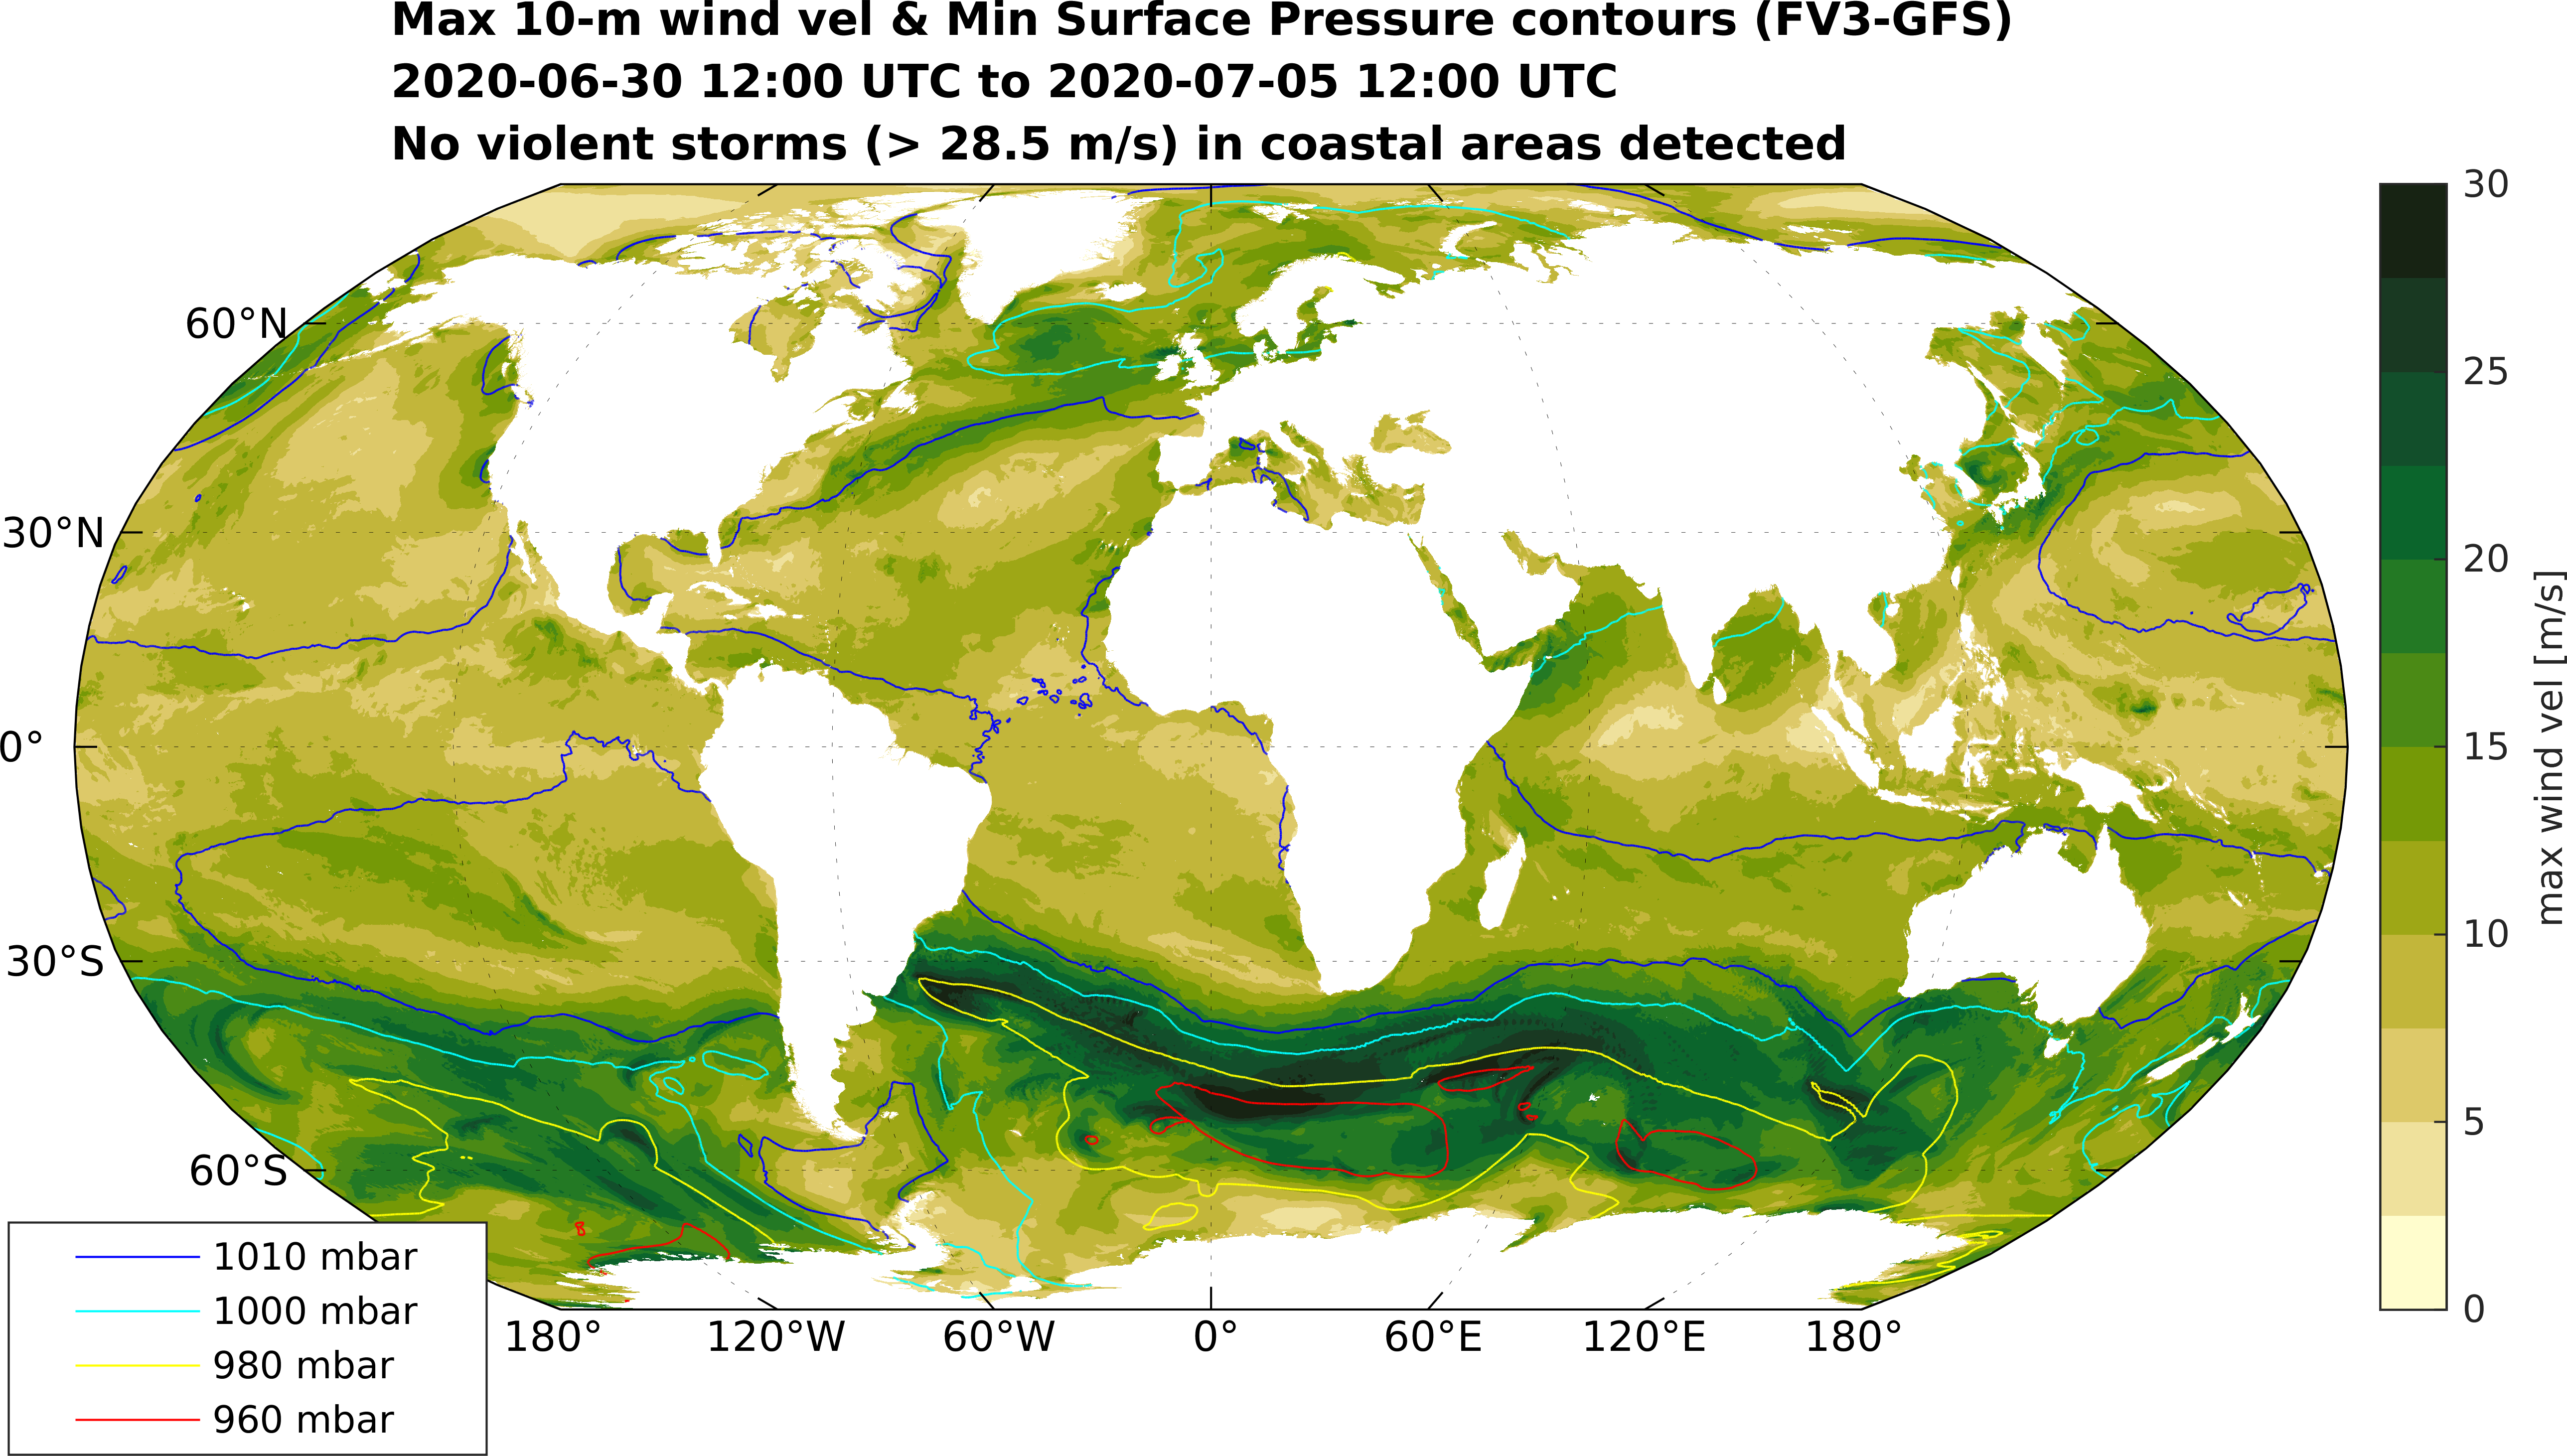 Max 10-m wind vel & Min Surface Pressure contours (FV3-GFS)
2020-06-30 12:00 UTC to 2020-07-05 12:00 UTC
No violent storms (> 28.5 m/s) in coastal areas detected
60°N
30°N
0°
30°S
60°S
180°
120°W
60°W
0°
60°E
120°E
180°
1010 mbar
1000 mbar
980 mbar
960 mbar
30
25
20
15
10
5
0
max wind vel [m/s]